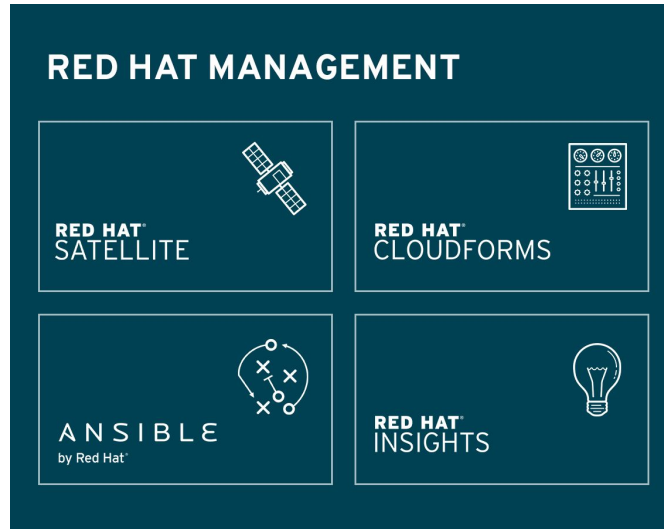 RED HAT MANAGEMENT
RED HAT®
SATELLITE
RED HAT®
CLOUDFORMS
ANSIBLE
by Red Hat®
RED HAT®
INSIGHTS